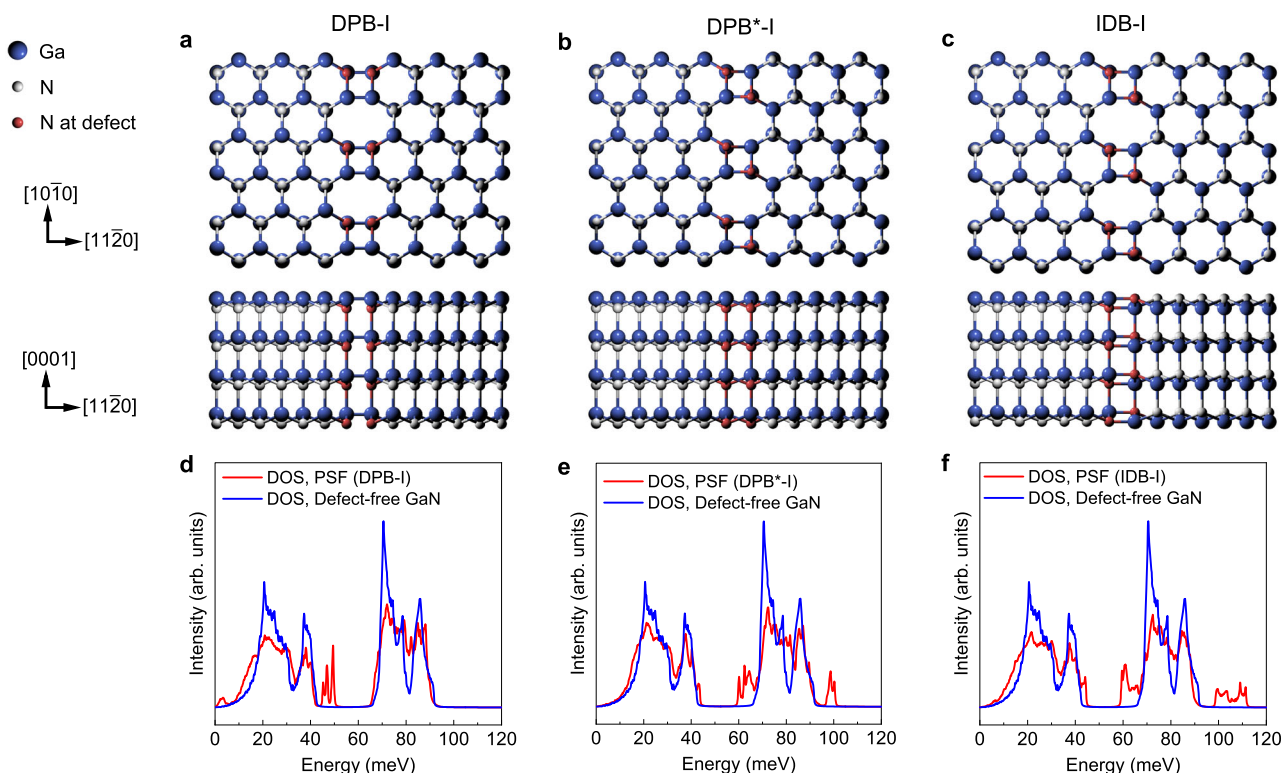 DPB-I
DPB*-I
IDB-I
a
b
c
Ga
N
N at defect
[101̅0]
[112̅0]
[0001]
[112̅0]
d
DOS, PSF (DPB-I)
DOS, Defect-free GaN
Intensity (arb. units)
0 20 40 60 80 100 120
Energy (meV)
e
DOS, PSF (DPB*-I)
DOS, Defect-free GaN
Intensity (arb. units)
0 20 40 60 80 100 120
Energy (meV)
f
DOS, PSF (IDB-I)
DOS, Defect-free GaN
Intensity (arb. units)
0 20 40 60 80 100 120
Energy (meV)